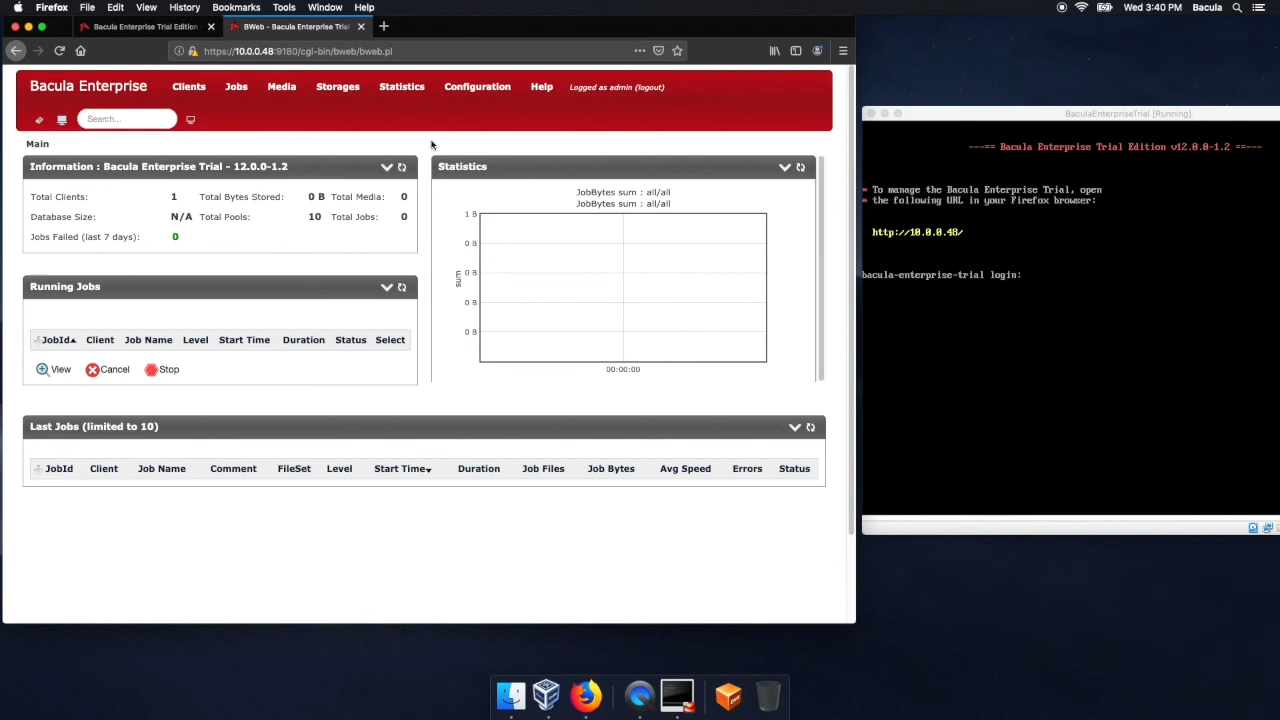 Firefox File Edit View History Bookmarks Tools Window Help
Wed 3:40 PM Bacula
Bacula Enterprise Trial Edition
BWeb - Bacula Enterprise Trial
https://10.0.0.48:9180/cgi-bin/bweb/bweb.pl
Bacula Enterprise Clients Jobs Media Storages Statistics Configuration Help Logged as admin (logout)
Search...
Main
Information : Bacula Enterprise Trial - 12.0.0-1.2
Total Clients: 1 Total Bytes Stored: 0 B Total Media: 0
Database Size: N/A Total Pools: 10 Total Jobs: 0
Jobs Failed (last 7 days): 0
Statistics
JobBytes sum : all/all
JobBytes sum : all/all
1 B
0 B
0 B
0 B
0 B
sum
00:00:00
Running Jobs
JobId Client Job Name Level Start Time Duration Status Select
View Cancel Stop
Last Jobs (limited to 10)
JobId Client Job Name Comment FileSet Level Start Time Duration Job Files Job Bytes Avg Speed Errors Status
BaculaEnterpriseTrial [Running]
---== Bacula Enterprise Trial Edition v12.0.0-1.2 ==---
* To manage the Bacula Enterprise Trial, open
* the following URL in your Firefox browser:
http://10.0.0.48/
bacula-enterprise-trial login: